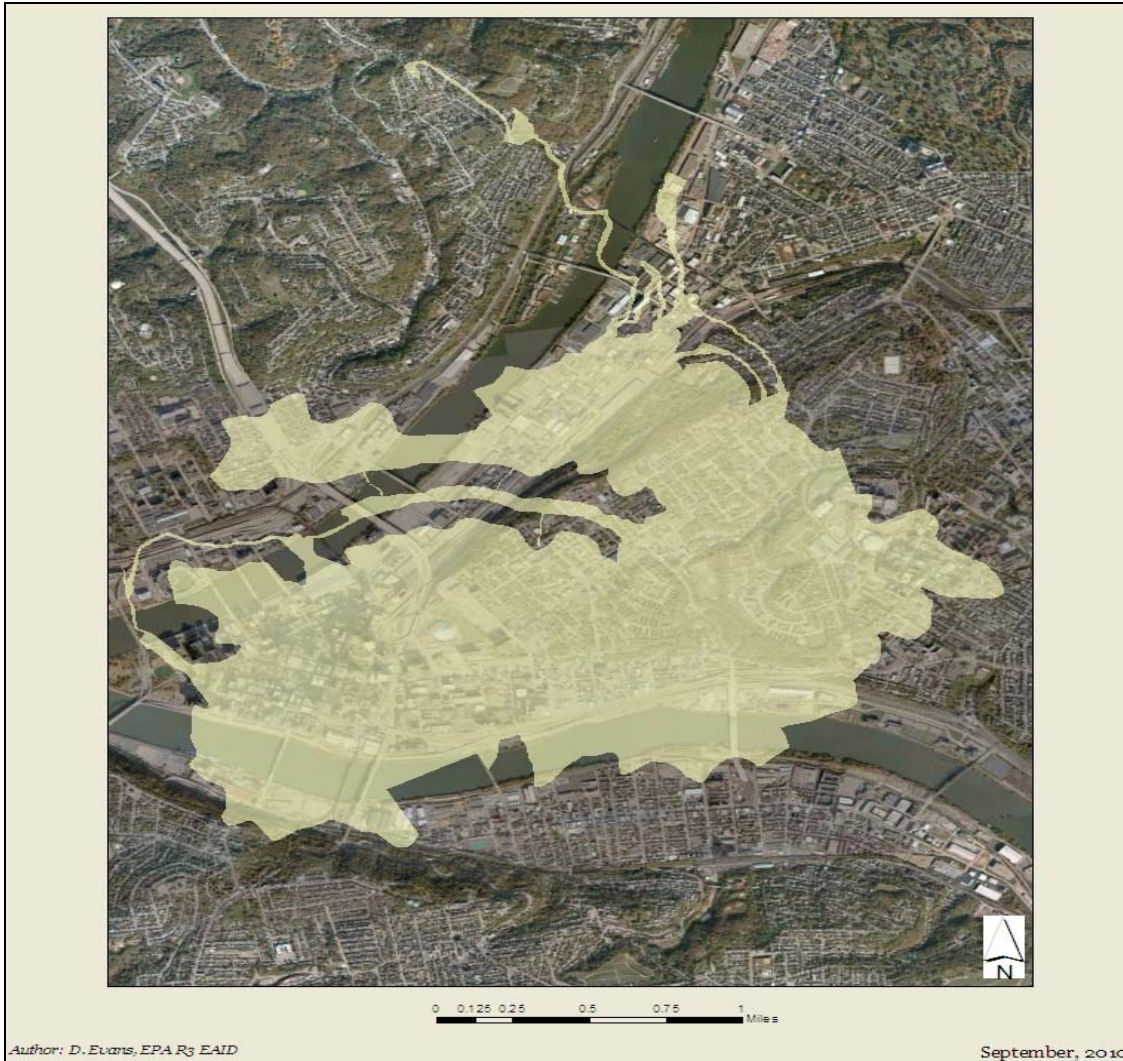 N
0 0.125 0.25 0.5 0.75 1
Miles
Author: D. Evans, EPA R3 EAID
September, 2010